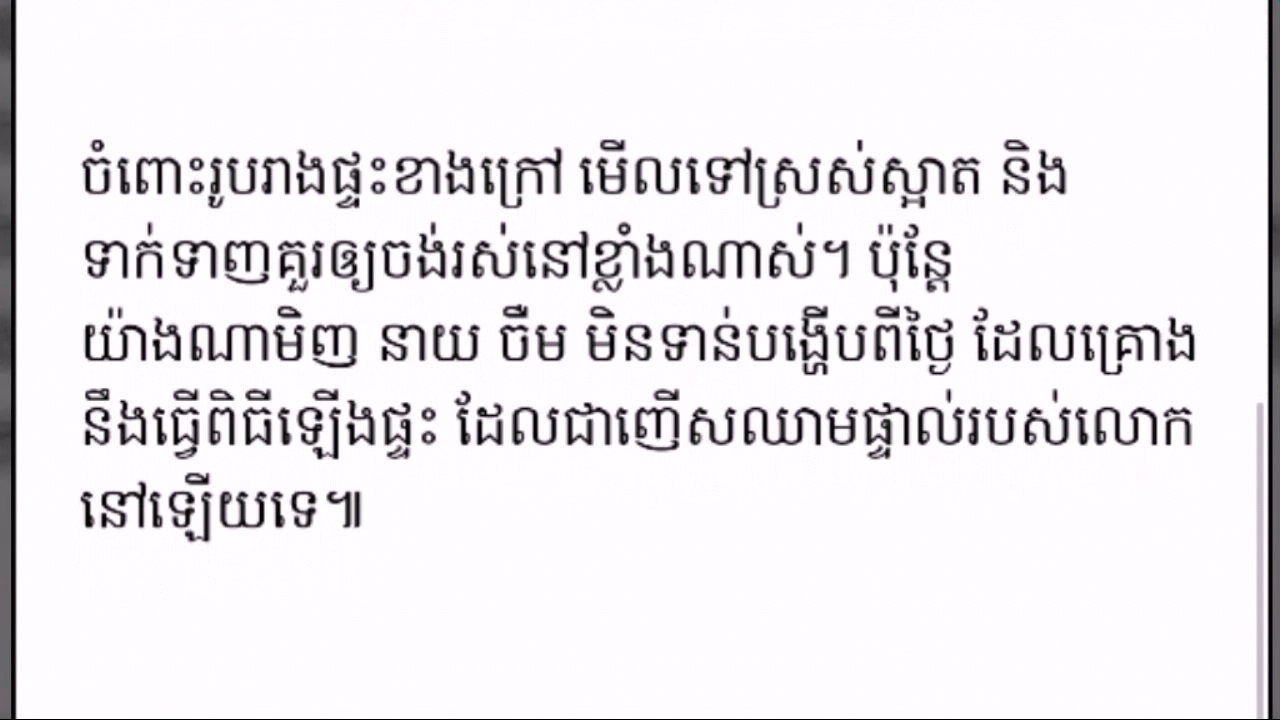 ចំពោះរូបរាងផ្ទះខាងក្រៅ មើលទៅស្រស់ស្អាត និង
ទាក់ទាញគួរឲ្យចង់រស់នៅខ្លាំងណាស់។ ប៉ុន្តែ
យ៉ាងណាមិញ នាយ ចឺម មិនទាន់បង្ហើបពីថ្ងៃ ដែលគ្រោង
នឹងធ្វើពិធីឡើងផ្ទះ ដែលជាញើសឈាមផ្ទាល់របស់លោក
នៅឡើយទេ៕